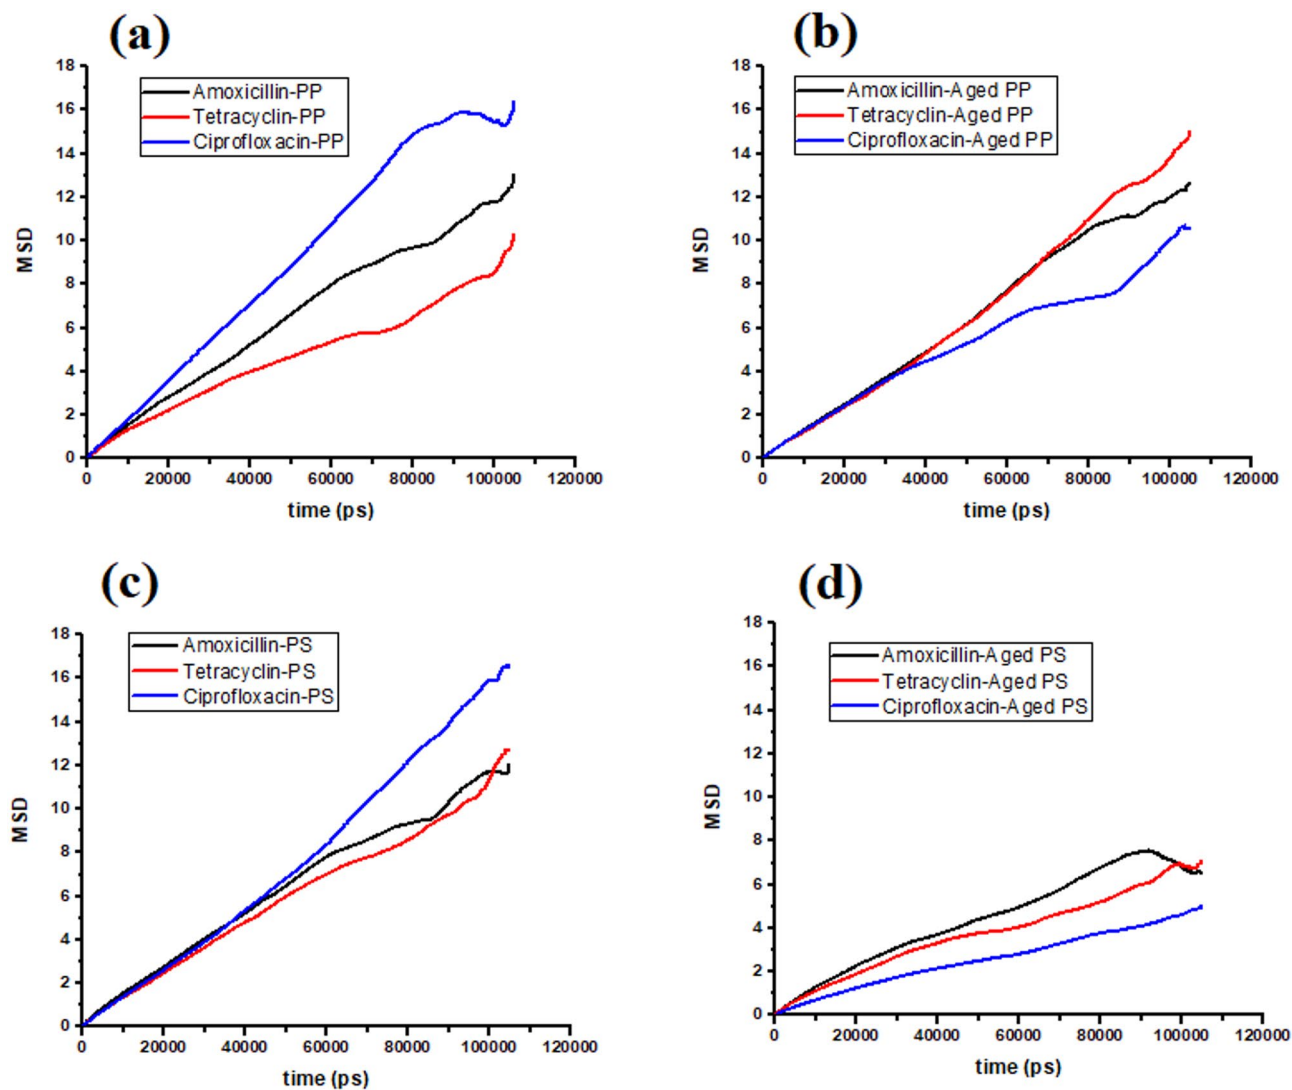 (a)
18
16
14
12
10
8
6
4
2
0
MSD
Amoxicillin-PP
Tetracyclin-PP
Ciprofloxacin-PP
0 20000 40000 60000 80000 100000 120000
time (ps)
(b)
18
16
14
12
10
8
6
4
2
0
MSD
Amoxicillin-Aged PP
Tetracyclin-Aged PP
Ciprofloxacin-Aged PP
0 20000 40000 60000 80000 100000 120000
time (ps)
(c)
18
16
14
12
10
8
6
4
2
0
MSD
Amoxicillin-PS
Tetracyclin-PS
Ciprofloxacin-PS
0 20000 40000 60000 80000 100000 120000
time (ps)
(d)
18
16
14
12
10
8
6
4
2
0
MSD
Amoxicillin-Aged PS
Tetracyclin-Aged PS
Ciprofloxacin-Aged PS
0 20000 40000 60000 80000 100000 120000
time (ps)